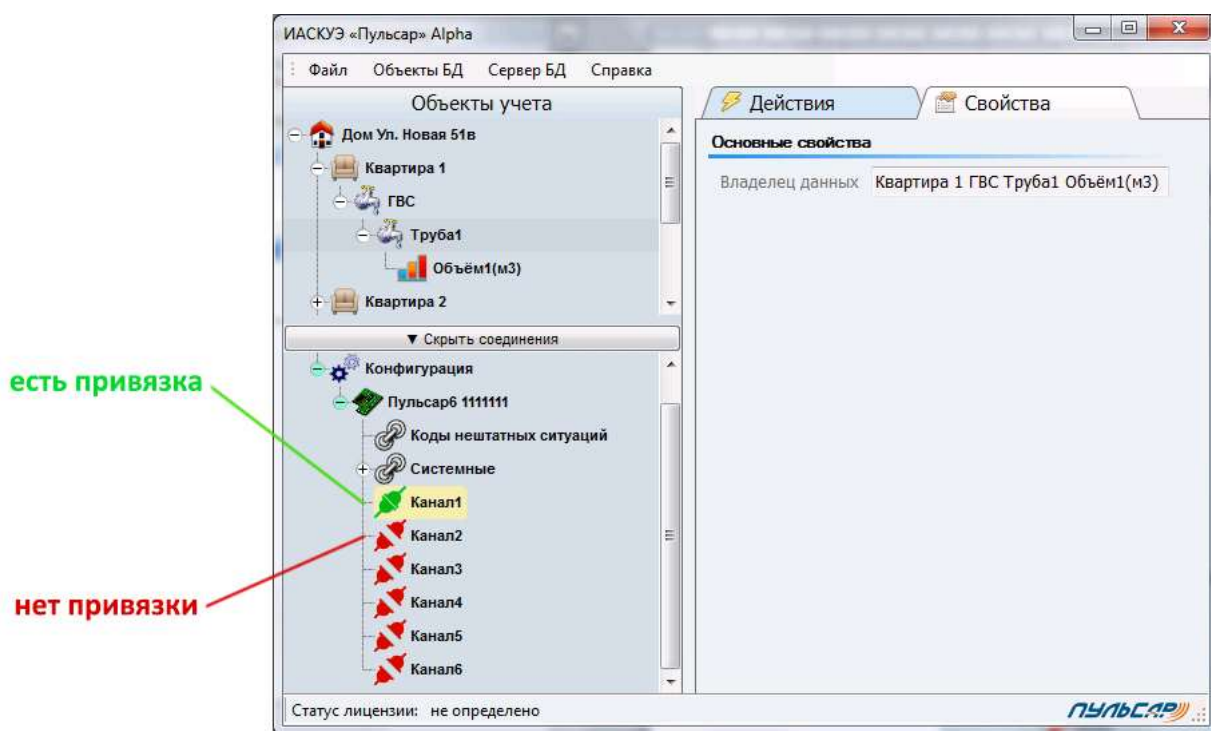 ИАСКУЭ «Пульсар» Alpha
Файл Объекты БД Сервер БД Справка
Объекты учета
Дом Ул. Новая 51в
Квартира 1
ГВС
Труба1
Объём1(м3)
Квартира 2
▼ Скрыть соединения
Конфигурация
Пульсар6 1111111
Коды нештатных ситуаций
Системные
Канал1
Канал2
Канал3
Канал4
Канал5
Канал6
есть привязка
нет привязки
Действия Свойства
Основные свойства
Владелец данных Квартира 1 ГВС Труба1 Объём1(м3)
Статус лицензии: не определено
ПУЛЬСАР